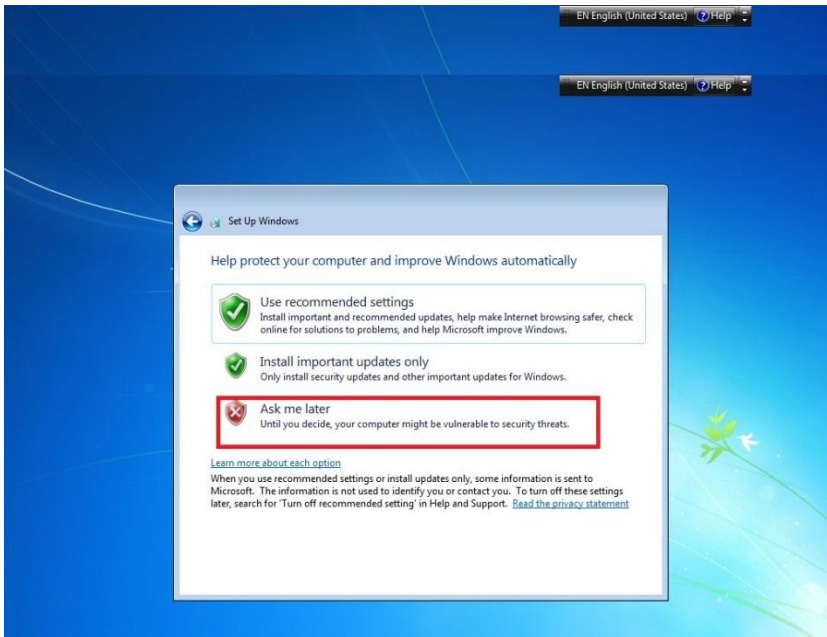 EN English (United States) Help
EN English (United States) Help
Set Up Windows
Help protect your computer and improve Windows automatically
Use recommended settings
Install important and recommended updates, help make Internet browsing safer, check
online for solutions to problems, and help Microsoft improve Windows.
Install important updates only
Only install security updates and other important updates for Windows.
Ask me later
Until you decide, your computer might be vulnerable to security threats.
Learn more about each option
When you use recommended settings or install updates only, some information is sent to
Microsoft. The information is not used to identify you or contact you. To turn off these settings
later, search for 'Turn off recommended setting' in Help and Support. Read the privacy statement